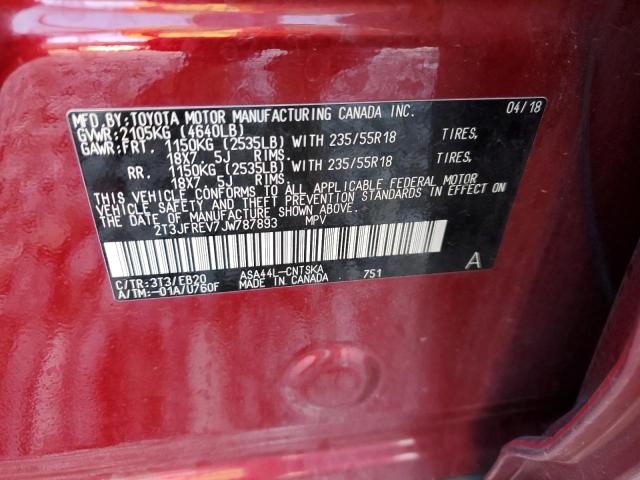 MFD.BY:TOYOTA MOTOR MANUFACTURING CANADA INC. 04/18
GVWR:2105KG (4640LB)
GAWR:FRT. 1150KG (2535LB) WITH 235/55R18 TIRES,
18X7.5J RIMS.
RR. 1150KG (2535LB) WITH 235/55R18 TIRES,
18X7.5J RIMS.
THIS VEHICLE CONFORMS TO ALL APPLICABLE FEDERAL MOTOR
VEHICLE SAFETY AND THEFT PREVENTION STANDARDS IN EFFECT ON
THE DATE OF MANUFACTURE SHOWN ABOVE.
2T3JFREV7JW787893 MPV
C/TR:3T3/EB20 ASA44L-CNTSKA 751 A
A/TM:-01A/U760F MADE IN CANADA